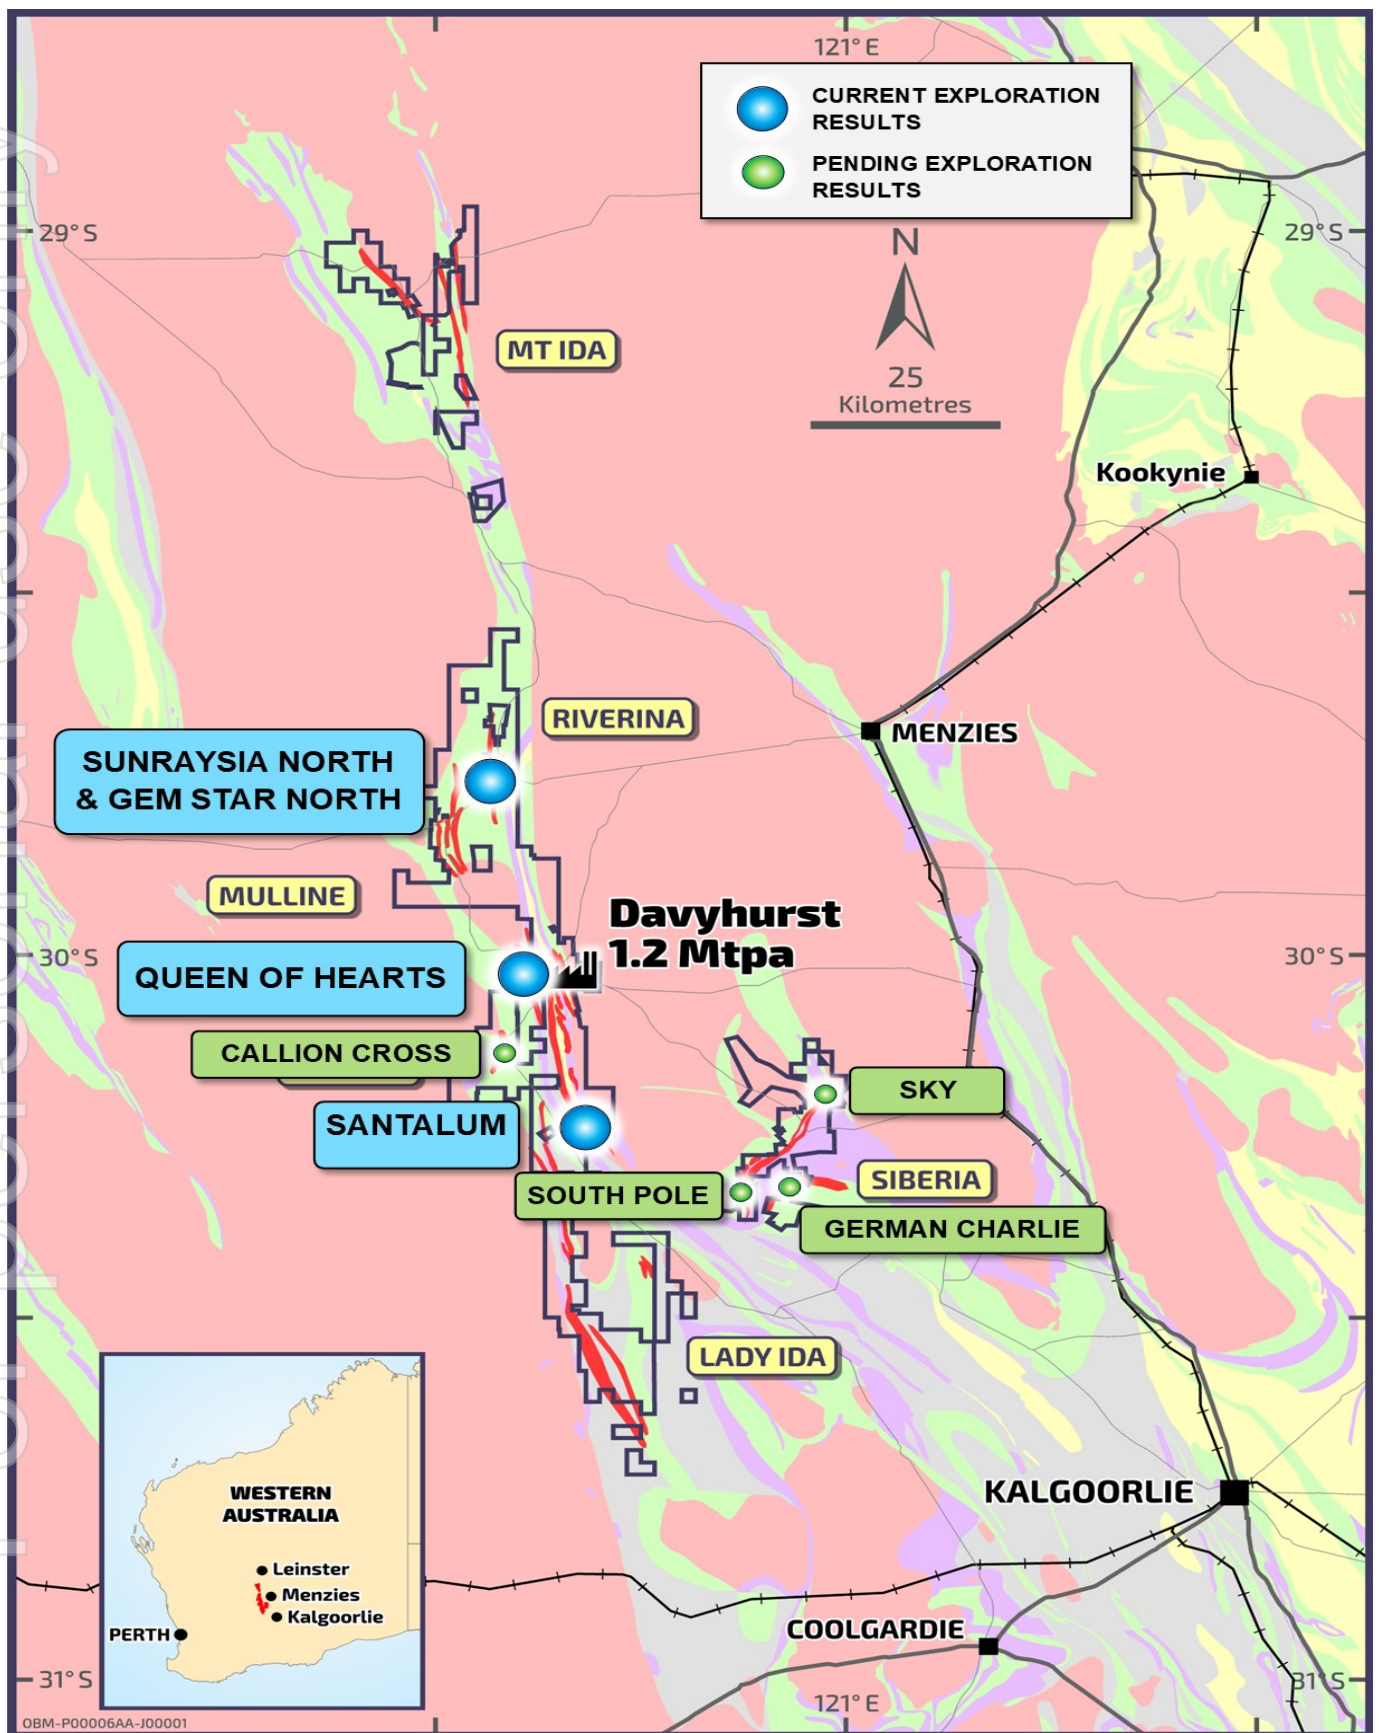 121° E
CURRENT EXPLORATION
RESULTS
PENDING EXPLORATION
RESULTS
29° S
29° S
N
MT IDA
25
Kilometres
Kookynie
RIVERINA
MENZIES
SUNRAYSIA NORTH
& GEM STAR NORTH
MULLINE
Davyhurst
1.2 Mtpa
30° S
30° S
QUEEN OF HEARTS
CALLION CROSS
SKY
SANTALUM
SIBERIA
SOUTH POLE
GERMAN CHARLIE
LADY IDA
WESTERN
AUSTRALIA
KALGOORLIE
Leinster
Menzies
Kalgoorlie
PERTH
COOLGARDIE
31° S
31° S
121° E
OBM-P00006AA-J00001